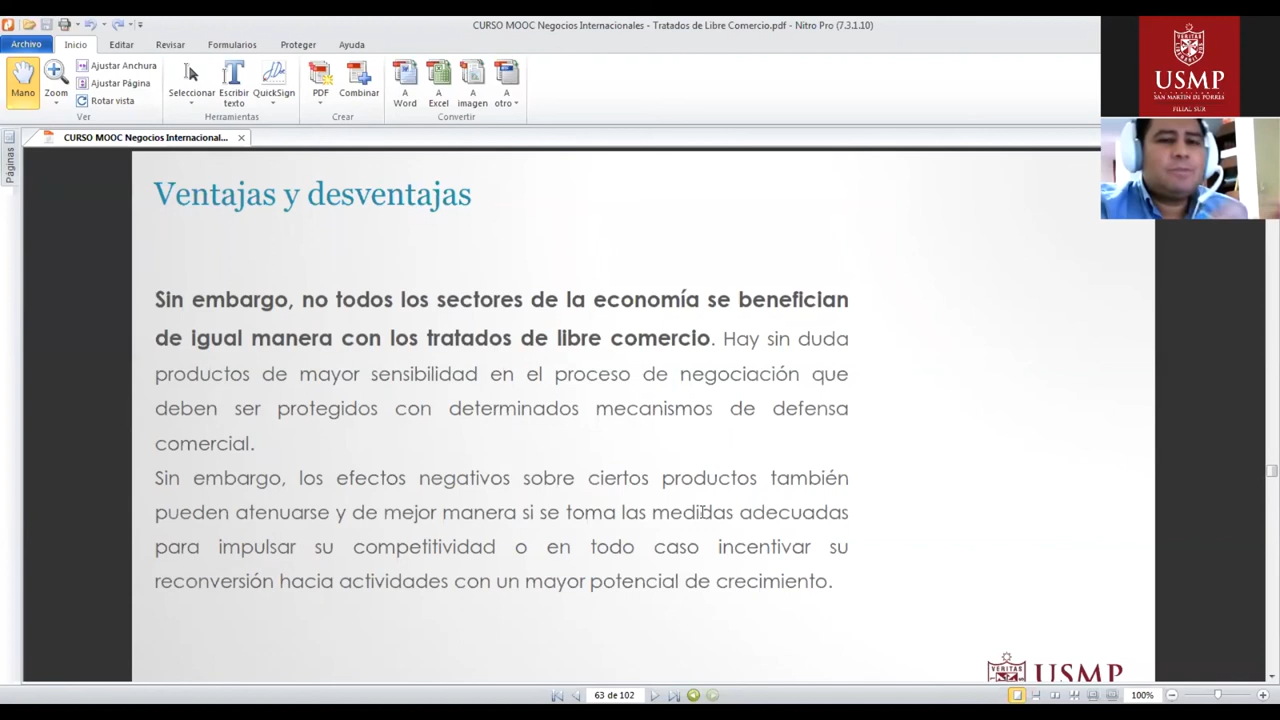 CURSO MOOC Negocios Internacionales - Tratados de Libre Comercio.pdf - Nitro Pro (7.3.1.10)
Archivo Inicio Editar Revisar Formularios Proteger Ayuda
Mano
Zoom
Ajustar Anchura
Ajustar Página
Rotar vista
Ver
Seleccionar
Escribir texto
QuickSign
Herramientas
PDF
Combinar
Crear
A Word
A Excel
A imagen
A otro
Convertir
CURSO MOOC Negocios Internacional...
Páginas
VERITAS
USMP
SAN MARTIN DE PORRES
FILIAL SUR
Ventajas y desventajas
Sin embargo, no todos los sectores de la economía se benefician
de igual manera con los tratados de libre comercio. Hay sin duda
productos de mayor sensibilidad en el proceso de negociación que
deben ser protegidos con determinados mecanismos de defensa
comercial.
Sin embargo, los efectos negativos sobre ciertos productos también
pueden atenuarse y de mejor manera si se toma las medidas adecuadas
para impulsar su competitividad o en todo caso incentivar su
reconversión hacia actividades con un mayor potencial de crecimiento.
VERITAS
USMP
63 de 102
100%